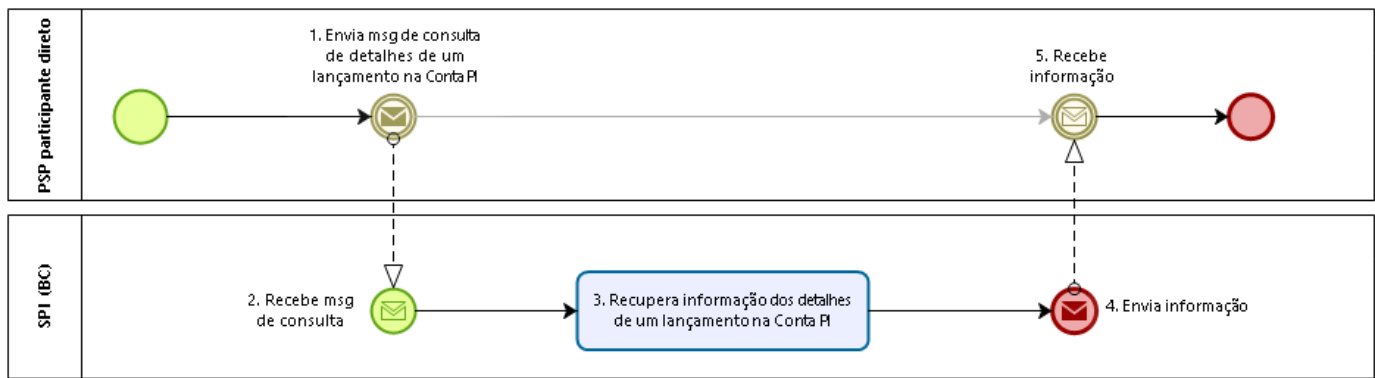 PSP participante direto
1. Envia msg de consulta
de detalhes de um
lançamento na Conta PI
5. Recebe
informação
SPI (BC)
2. Recebe msg
de consulta
3. Recupera informação dos detalhes
de um lançamento na Conta PI
4. Envia informação